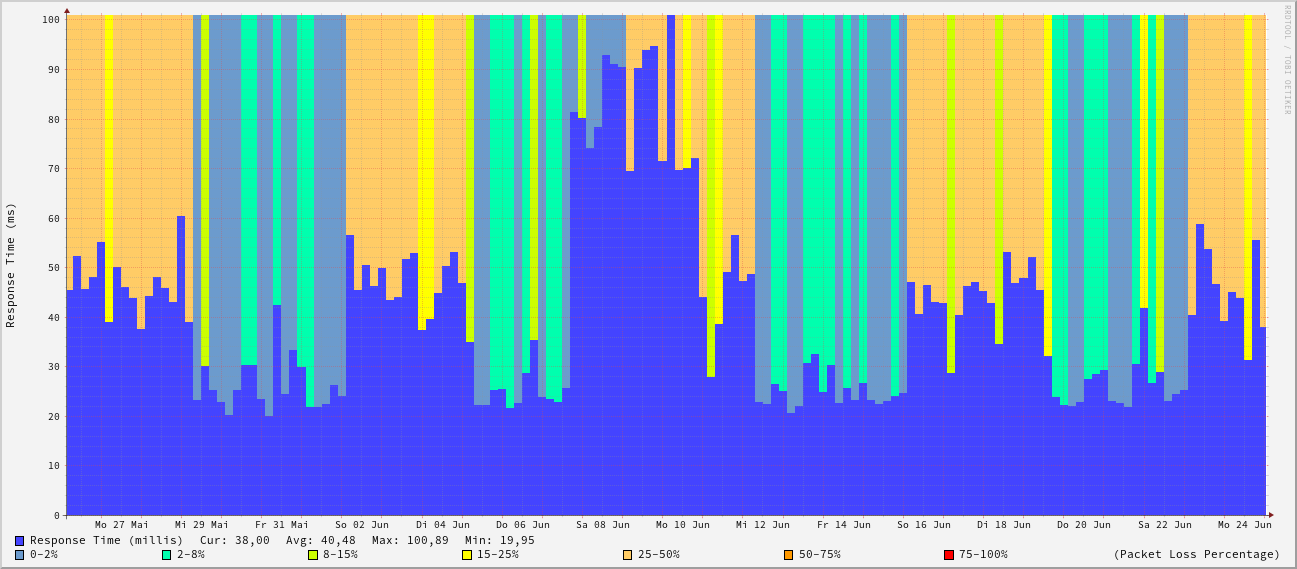 RRDTOOL / TOBI OETIKER
Response Time (ms)
100
90
80
70
60
50
40
30
20
10
0
Mo 27 Mai Mi 29 Mai Fr 31 Mai So 02 Jun Di 04 Jun Do 06 Jun Sa 08 Jun Mo 10 Jun Mi 12 Jun Fr 14 Jun So 16 Jun Di 18 Jun Do 20 Jun Sa 22 Jun Mo 24 Jun
Response Time (millis) Cur: 38,00 Avg: 40,48 Max: 100,89 Min: 19,95
0-2% 2-8% 8-15% 15-25% 25-50% 50-75% 75-100% (Packet Loss Percentage)